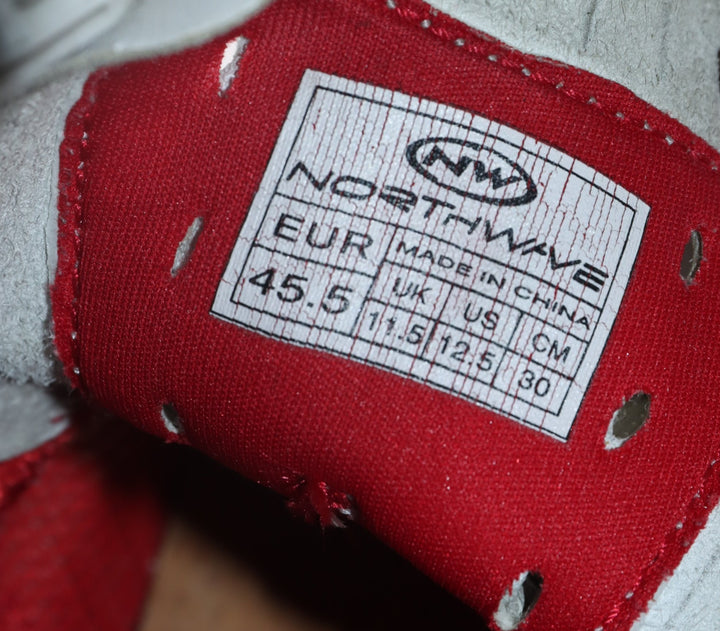 NW
NORTHWAVE
EUR MADE IN CHINA
45.5 UK US CM
11.5 12.5 30